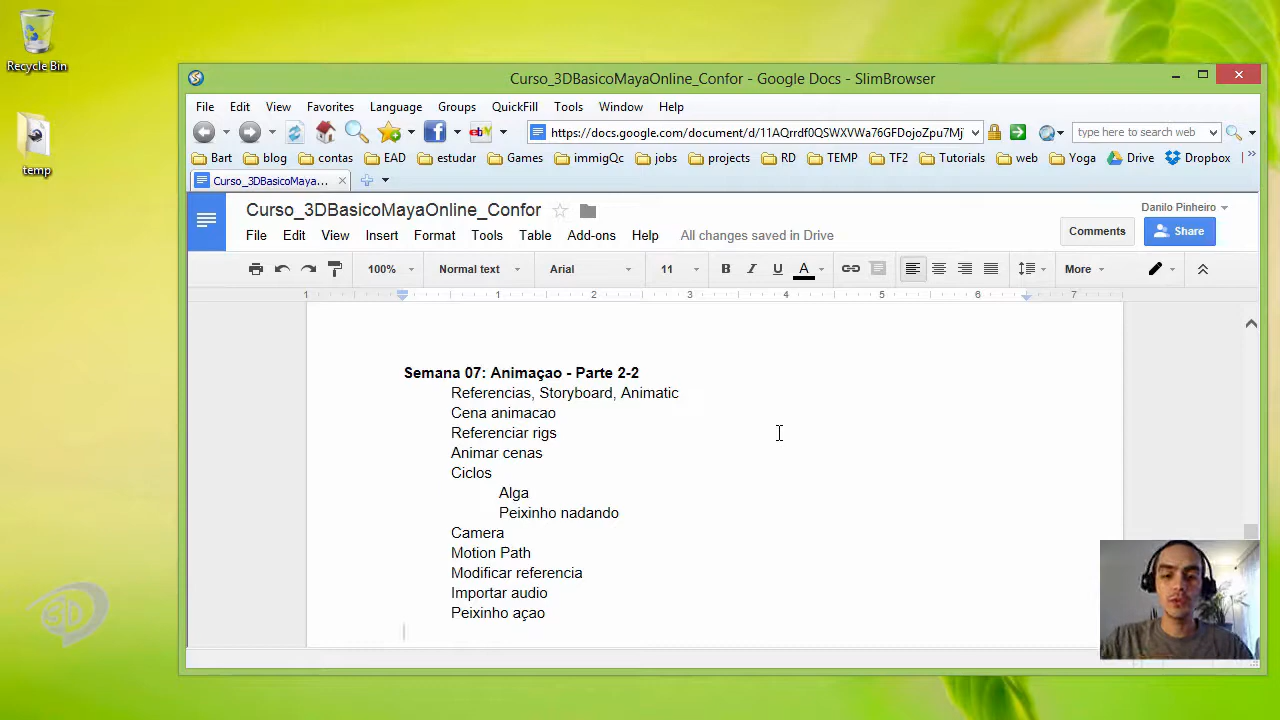 Recycle Bin
temp
Curso_3DBasicoMayaOnline_Confor - Google Docs - SlimBrowser
File Edit View Favorites Language Groups QuickFill Tools Window Help
https://docs.google.com/document/d/11AQrrdf0QSWXVWa76GFDojoZpu7Mj
type here to search web
Bart blog contas EAD estudar Games immigQc jobs projects RD TEMP TF2 Tutorials web Yoga Drive Dropbox
Curso_3DBasicoMaya...
Curso_3DBasicoMayaOnline_Confor
Danilo Pinheiro
File Edit View Insert Format Tools Table Add-ons Help All changes saved in Drive
Comments Share
100% Normal text Arial 11 B I U A More
1 1 2 3 4 5 6 7
Semana 07: Animaçao - Parte 2-2
Referencias, Storyboard, Animatic
Cena animacao
Referenciar rigs
Animar cenas
Ciclos
Alga
Peixinho nadando
Camera
Motion Path
Modificar referencia
Importar audio
Peixinho açao
3D